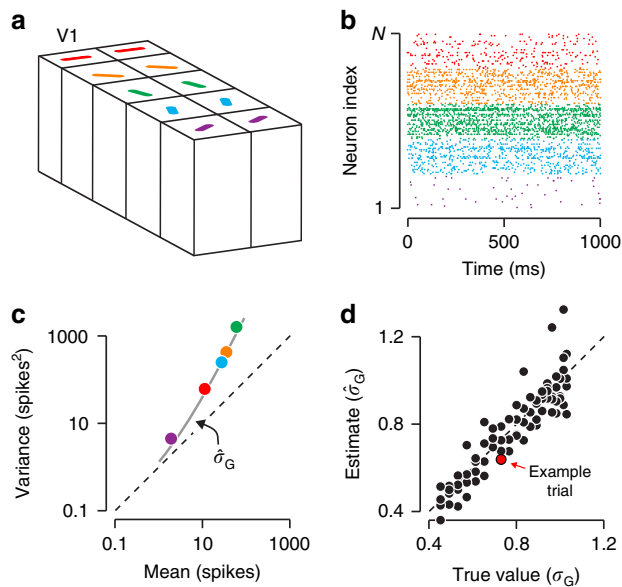 a
V1
b
N
Neuron index
1
0
500
1000
Time (ms)
c
1000
10
0.1
Variance (spikes²)
σ̂G
0.1
10
1000
Mean (spikes)
d
1.2
0.8
0.4
Estimate (σ̂G)
Example
trial
0.4
0.8
1.2
True value (σG)